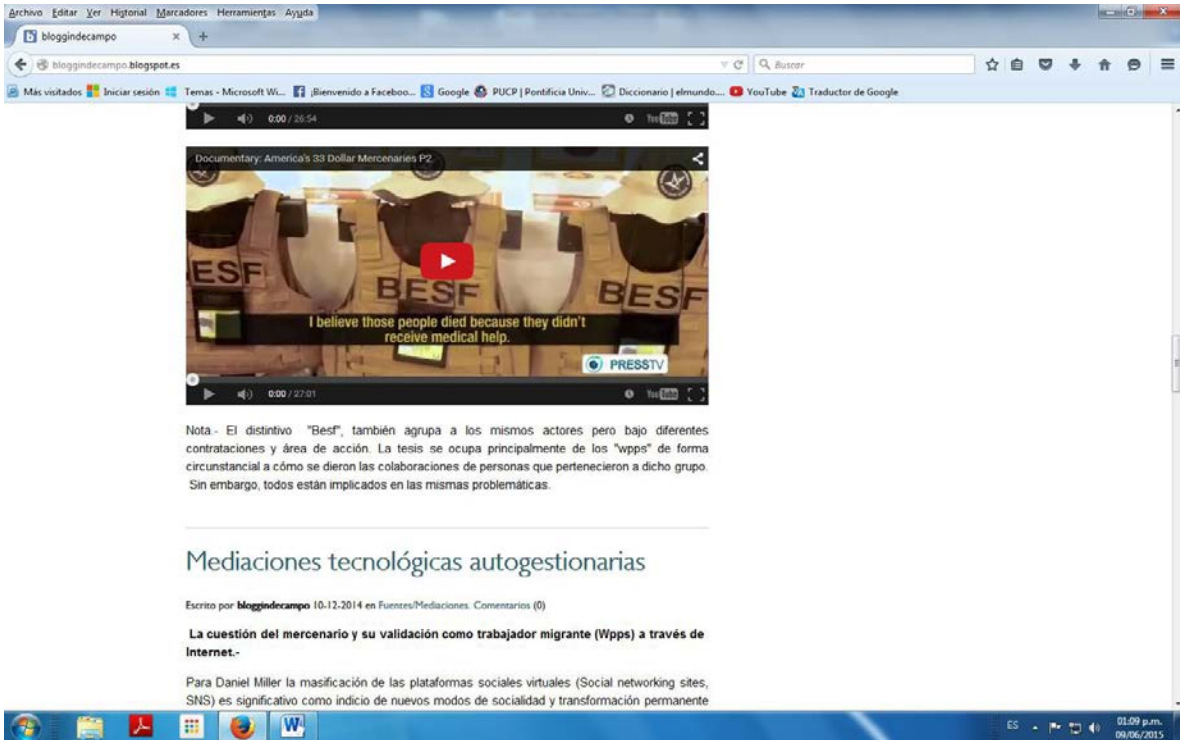 Archivo Editar Ver Historial Marcadores Herramientas Ayuda
bloggindecampo × +
bloggindecampo.blogspot.es
Buscar
Más visitados Iniciar sesión Temas - Microsoft Wi... ¡Bienvenido a Faceboo... Google PUCP | Pontificia Univ... Diccionario | elmundo.... YouTube Traductor de Google
0:00 / 26:54 YouTube
Documentary: America's 33 Dollar Mercenaries P2
BESF BESF BESF
I believe those people died because they didn't
receive medical help.
PRESSTV
0:00 / 27:01 YouTube
Nota.- El distintivo "Besf", también agrupa a los mismos actores pero bajo diferentes
contrataciones y área de acción. La tesis se ocupa principalmente de los "wpps" de forma
circunstancial a cómo se dieron las colaboraciones de personas que pertenecieron a dicho grupo.
Sin embargo, todos están implicados en las mismas problemáticas.
Mediaciones tecnológicas autogestionarias
Escrito por bloggindecampo 10-12-2014 en Fuentes/Mediaciones. Comentarios (0)
La cuestión del mercenario y su validación como trabajador migrante (Wpps) a través de
Internet.-
Para Daniel Miller la masificación de las plataformas sociales virtuales (Social networking sites,
SNS) es significativo como indicio de nuevos modos de socialidad y transformación permanente
ES
01:09 p.m.
09/06/2015